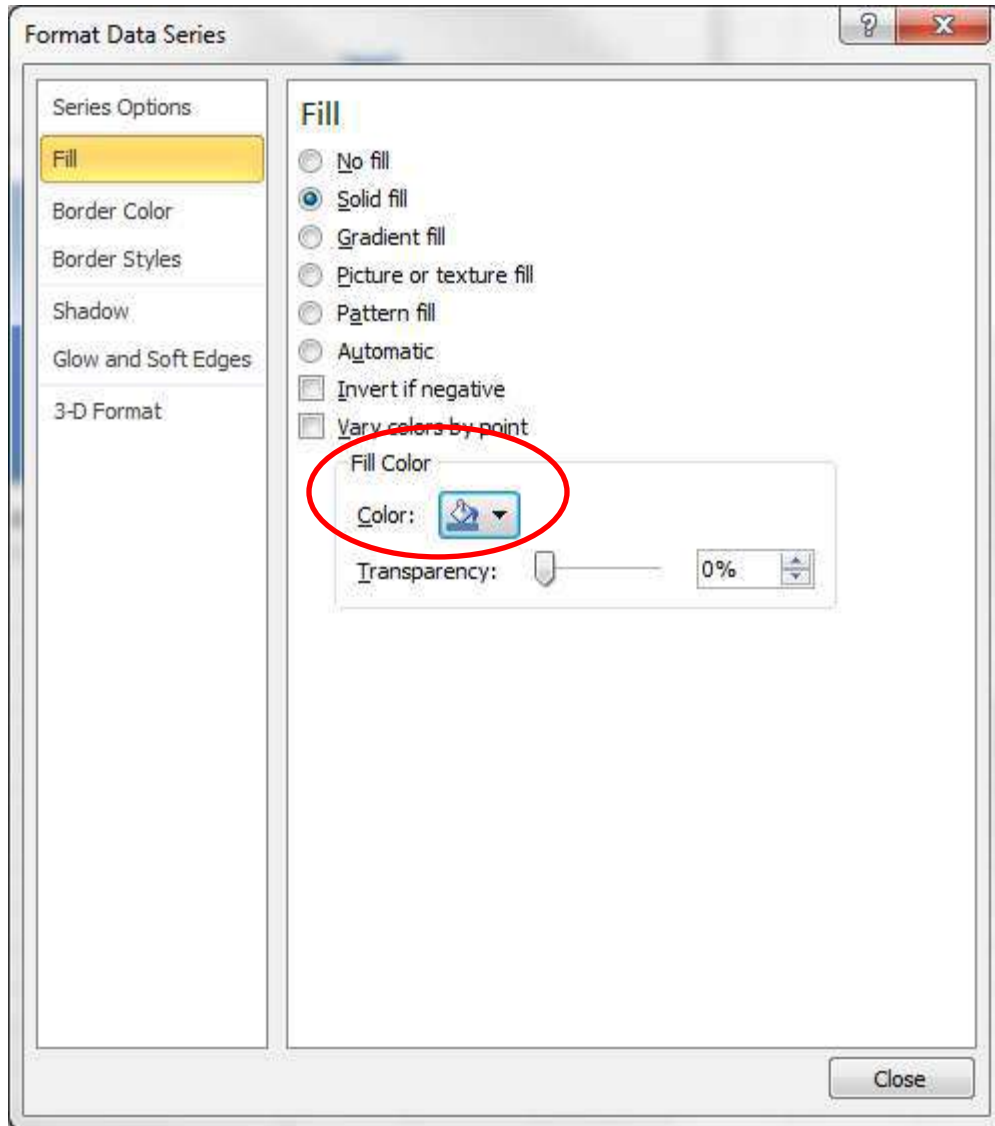 Format Data Series
Series Options
Fill
Border Color
Border Styles
Shadow
Glow and Soft Edges
3-D Format
Fill
No fill
Solid fill
Gradient fill
Picture or texture fill
Pattern fill
Automatic
Invert if negative
Vary colors by point
Fill Color
Color:
Transparency: 0%
Close